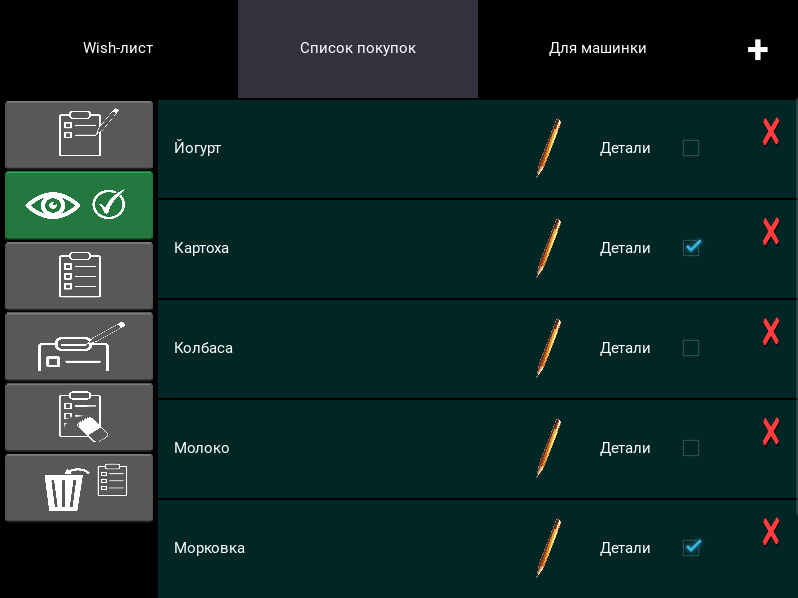 Wish-лист
Список покупок
Для машинки
Йогурт
Детали
Картоха
Детали
Колбаса
Детали
Молоко
Детали
Морковка
Детали